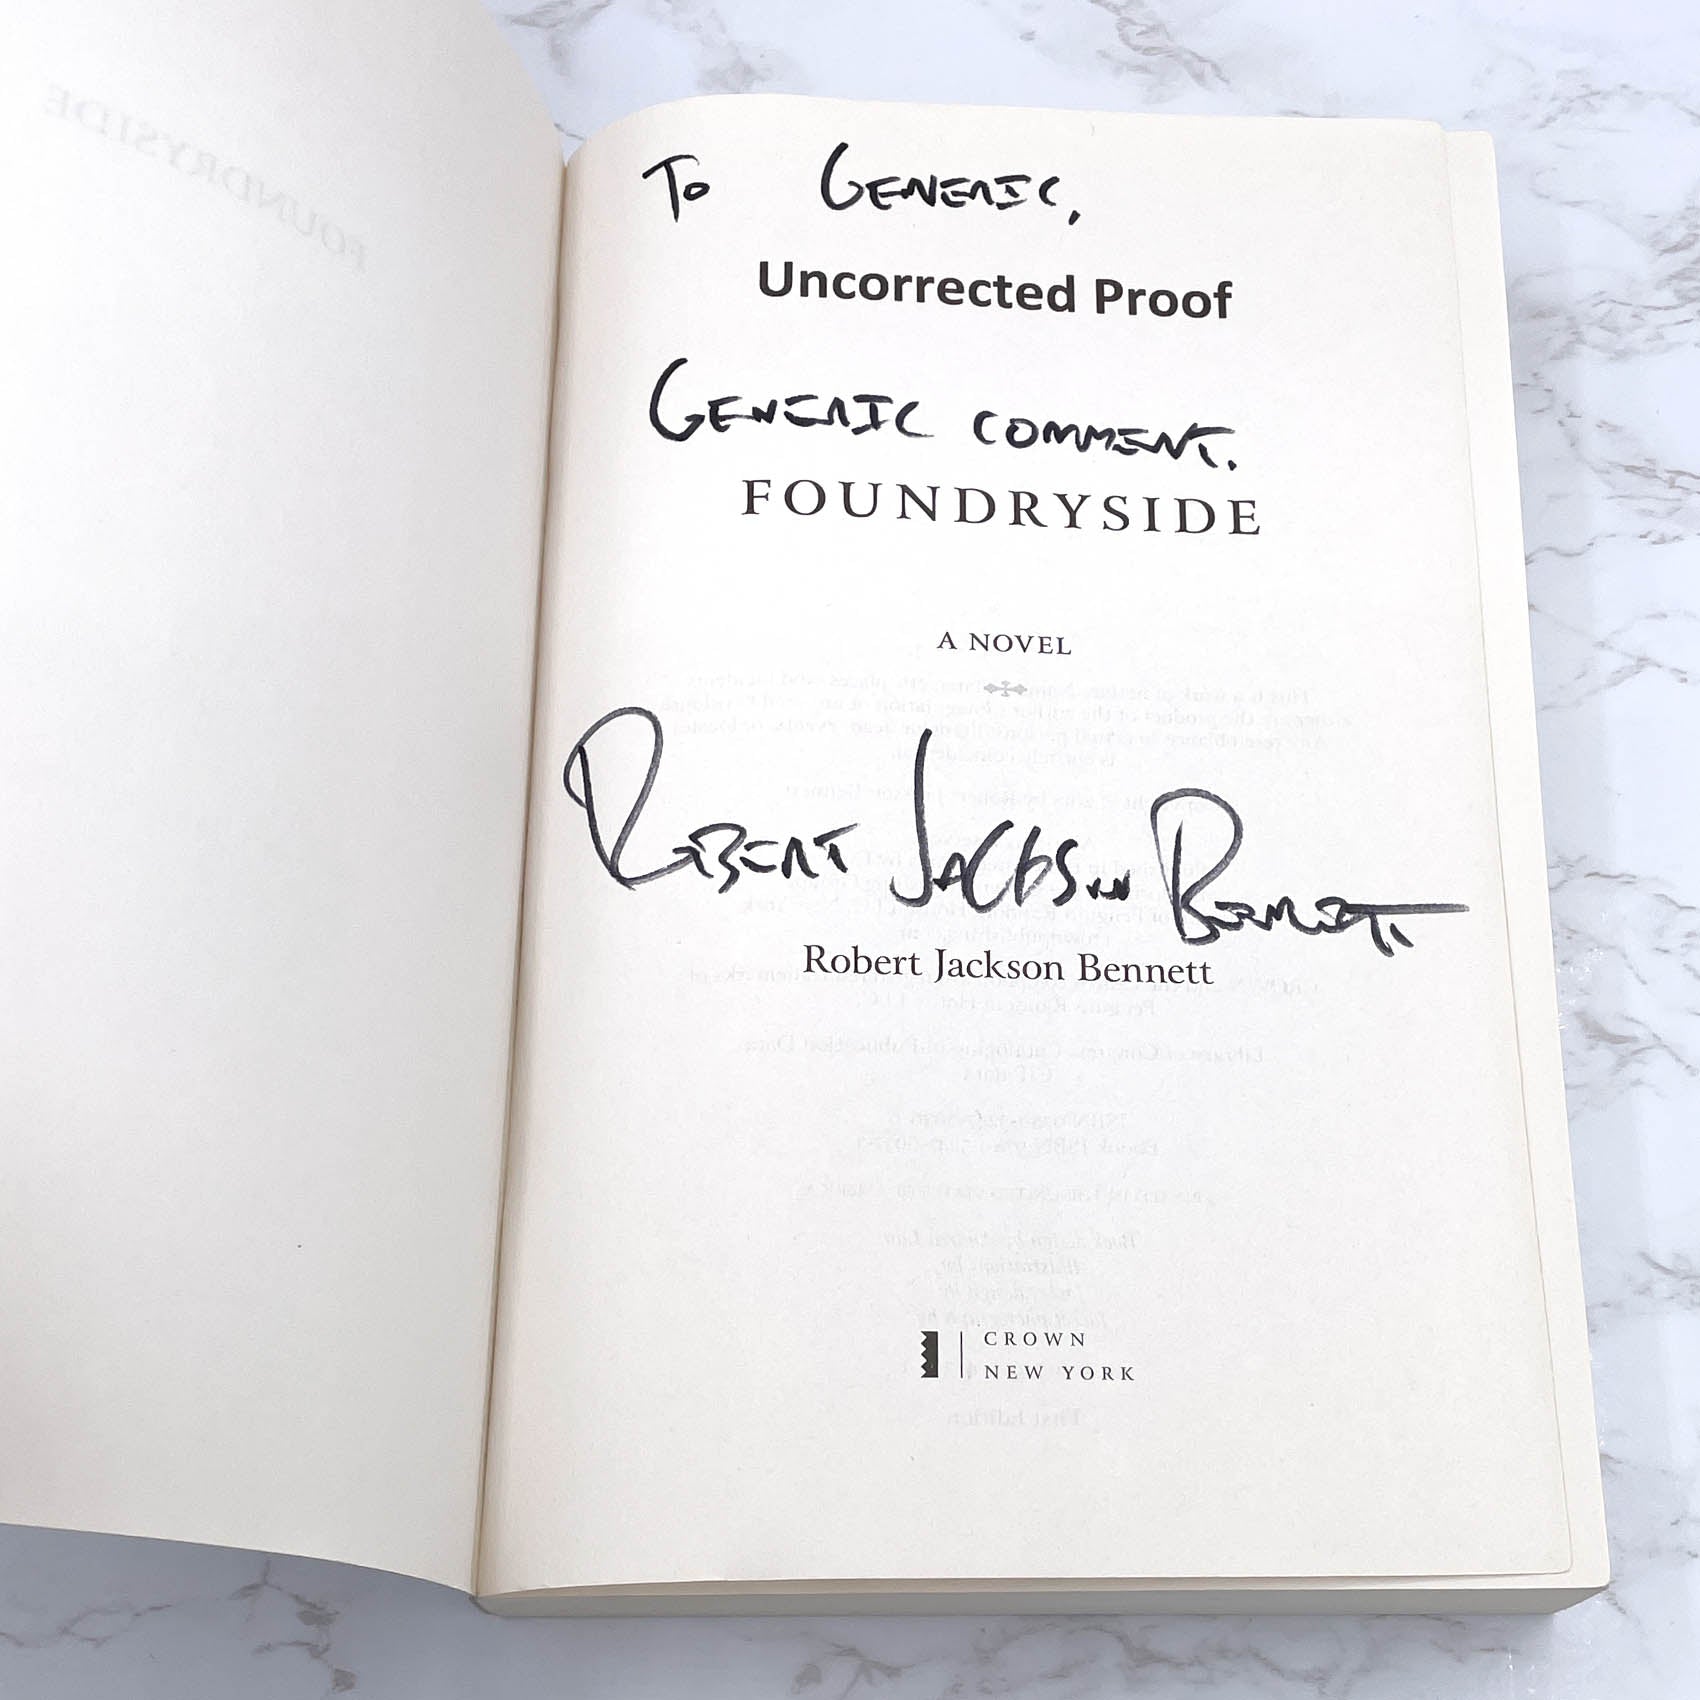 To Generic,
Uncorrected Proof
Generic comment.
FOUNDRYSIDE
A NOVEL
Robert Jackson Bennett
Robert Jackson Bennett
CROWN
NEW YORK